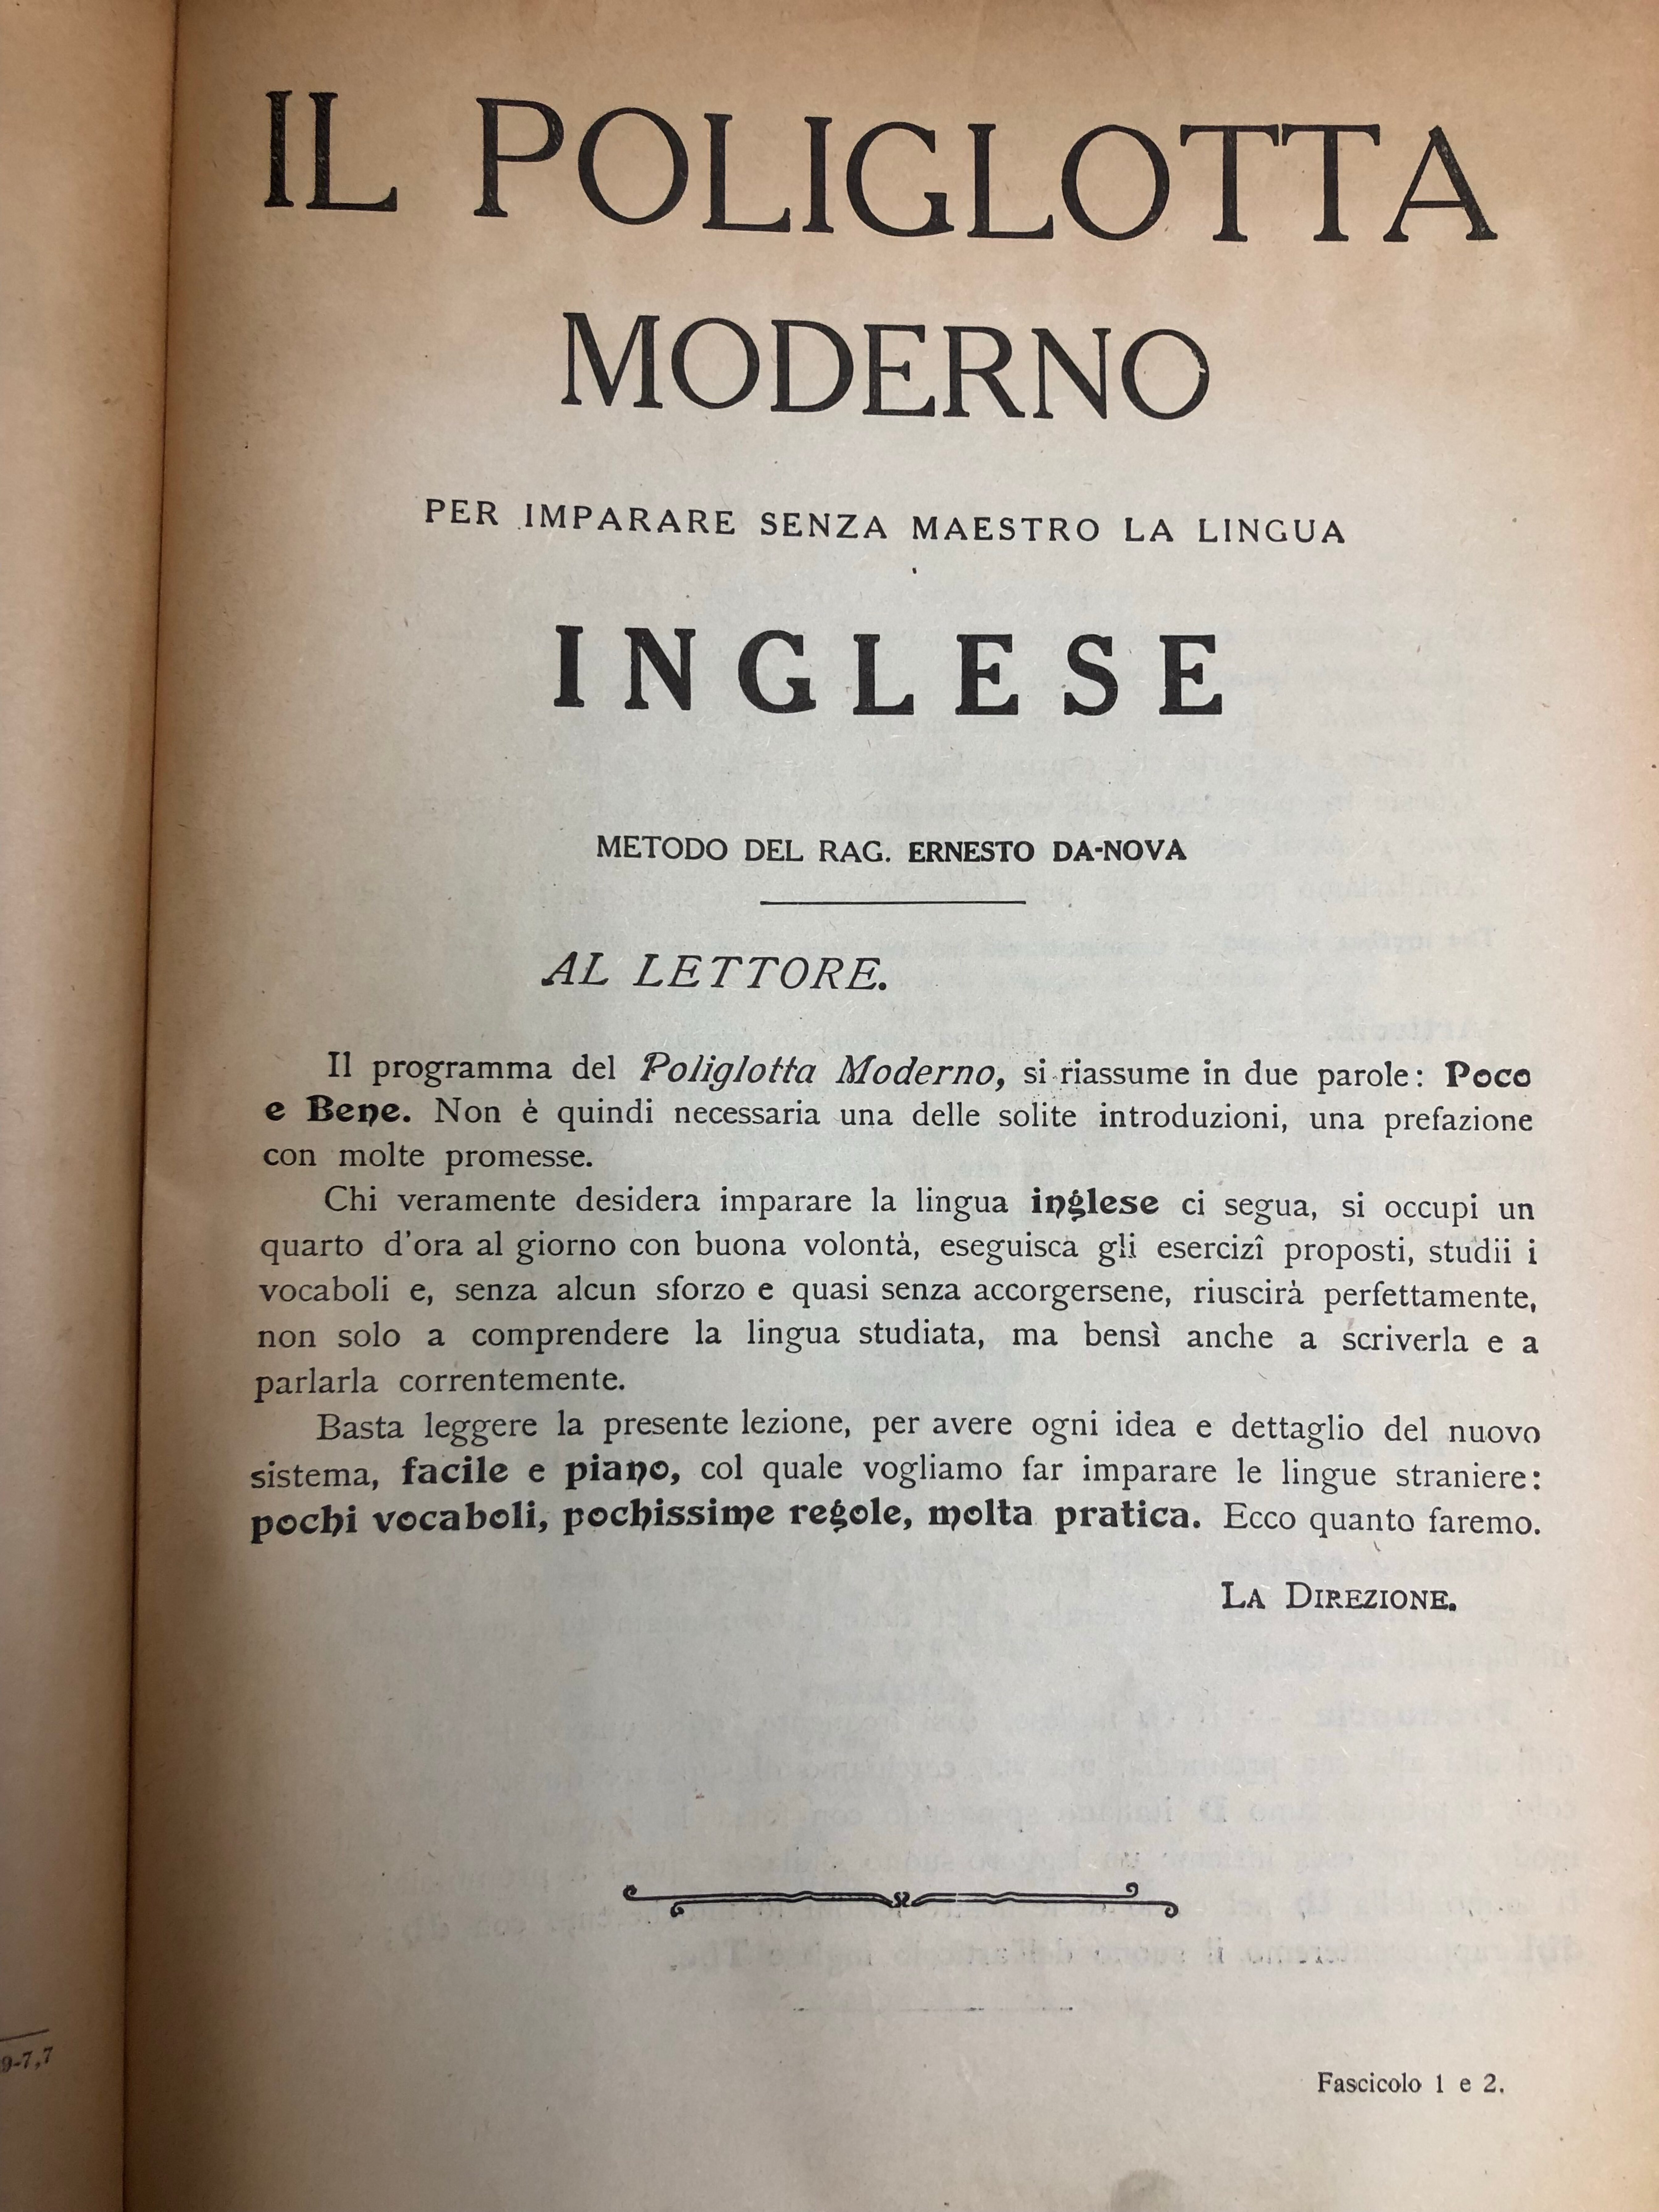 IL POLIGLOTTA
MODERNO
PER IMPARARE SENZA MAESTRO LA LINGUA
INGLESE
METODO DEL RAG. ERNESTO DA-NOVA
AL LETTORE.
Il programma del Poliglotta Moderno, si riassume in due parole: Poco
e Bene. Non è quindi necessaria una delle solite introduzioni, una prefazione
con molte promesse.
Chi veramente desidera imparare la lingua inglese ci segua, si occupi un
quarto d'ora al giorno con buona volontà, eseguisca gli esercizî proposti, studii i
vocaboli e, senza alcun sforzo e quasi senza accorgersene, riuscirà perfettamente,
non solo a comprendere la lingua studiata, ma bensì anche a scriverla e a
parlarla correntemente.
Basta leggere la presente lezione, per avere ogni idea e dettaglio del nuovo
sistema, facile e piano, col quale vogliamo far imparare le lingue straniere:
pochi vocaboli, pochissime regole, molta pratica. Ecco quanto faremo.
LA DIREZIONE.
9-7,7
Fascicolo 1 e 2.